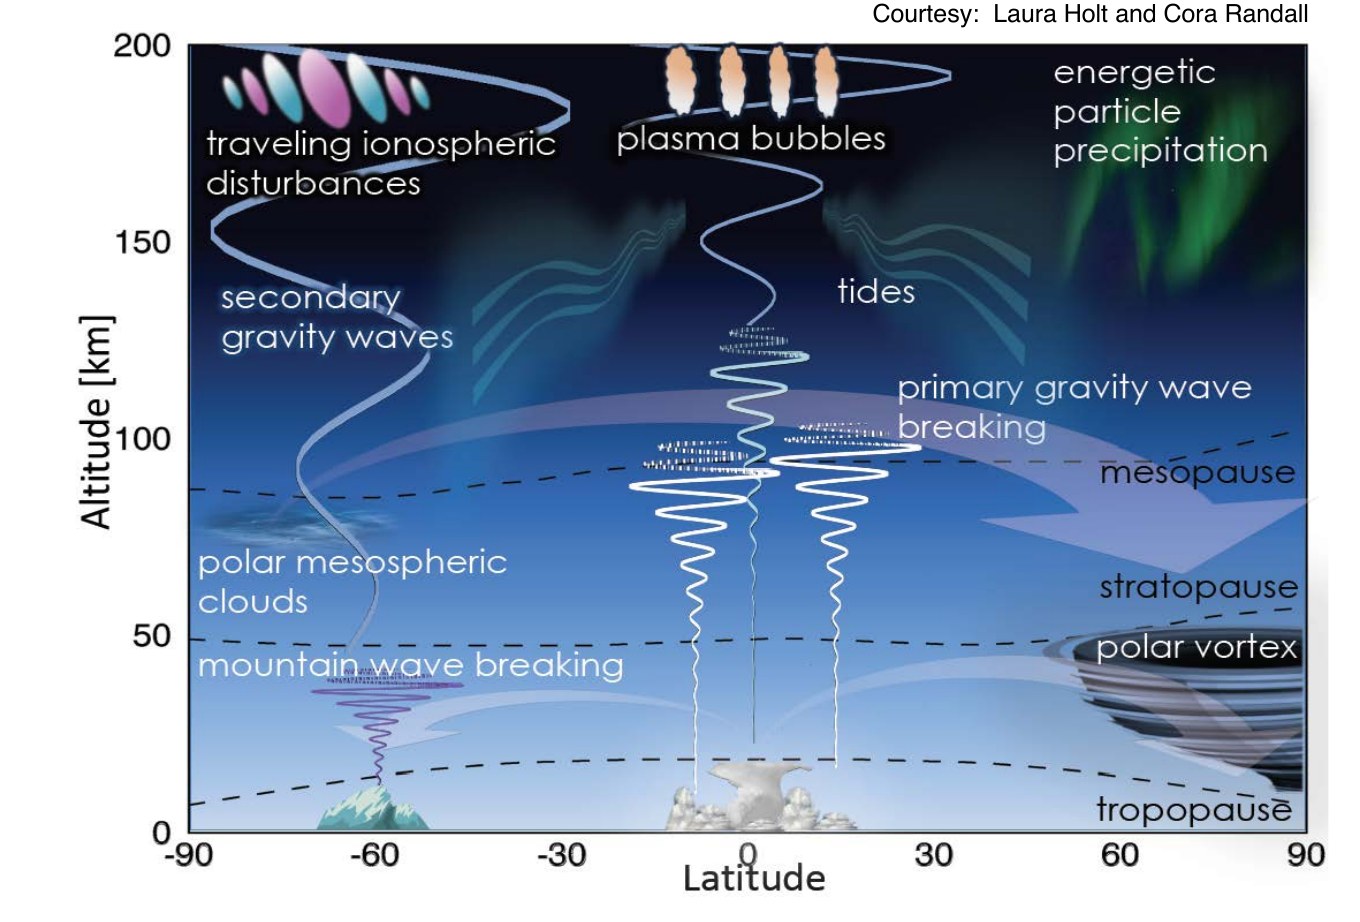 Courtesy:  Laura Holt and Cora Randall
200
150
100
50
0
Altitude [km]
traveling ionospheric
disturbances
plasma bubbles
energetic
particle
precipitation
secondary
gravity waves
tides
primary gravity wave
breaking
mesopause
polar mesospheric
clouds
stratopause
mountain wave breaking
polar vortex
tropopause
-90
-60
-30
0
30
60
90
Latitude